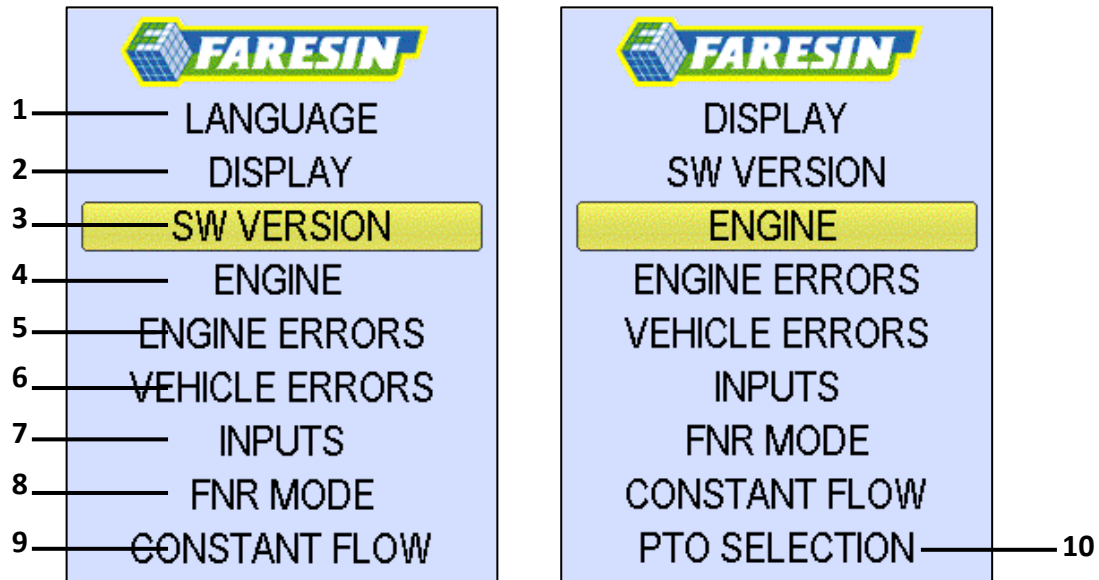 FARESIN
1 LANGUAGE
2 DISPLAY
3 SW VERSION
4 ENGINE
5 ENGINE ERRORS
6 VEHICLE ERRORS
7 INPUTS
8 FNR MODE
9 CONSTANT FLOW
FARESIN
DISPLAY
SW VERSION
ENGINE
ENGINE ERRORS
VEHICLE ERRORS
INPUTS
FNR MODE
CONSTANT FLOW
PTO SELECTION 10